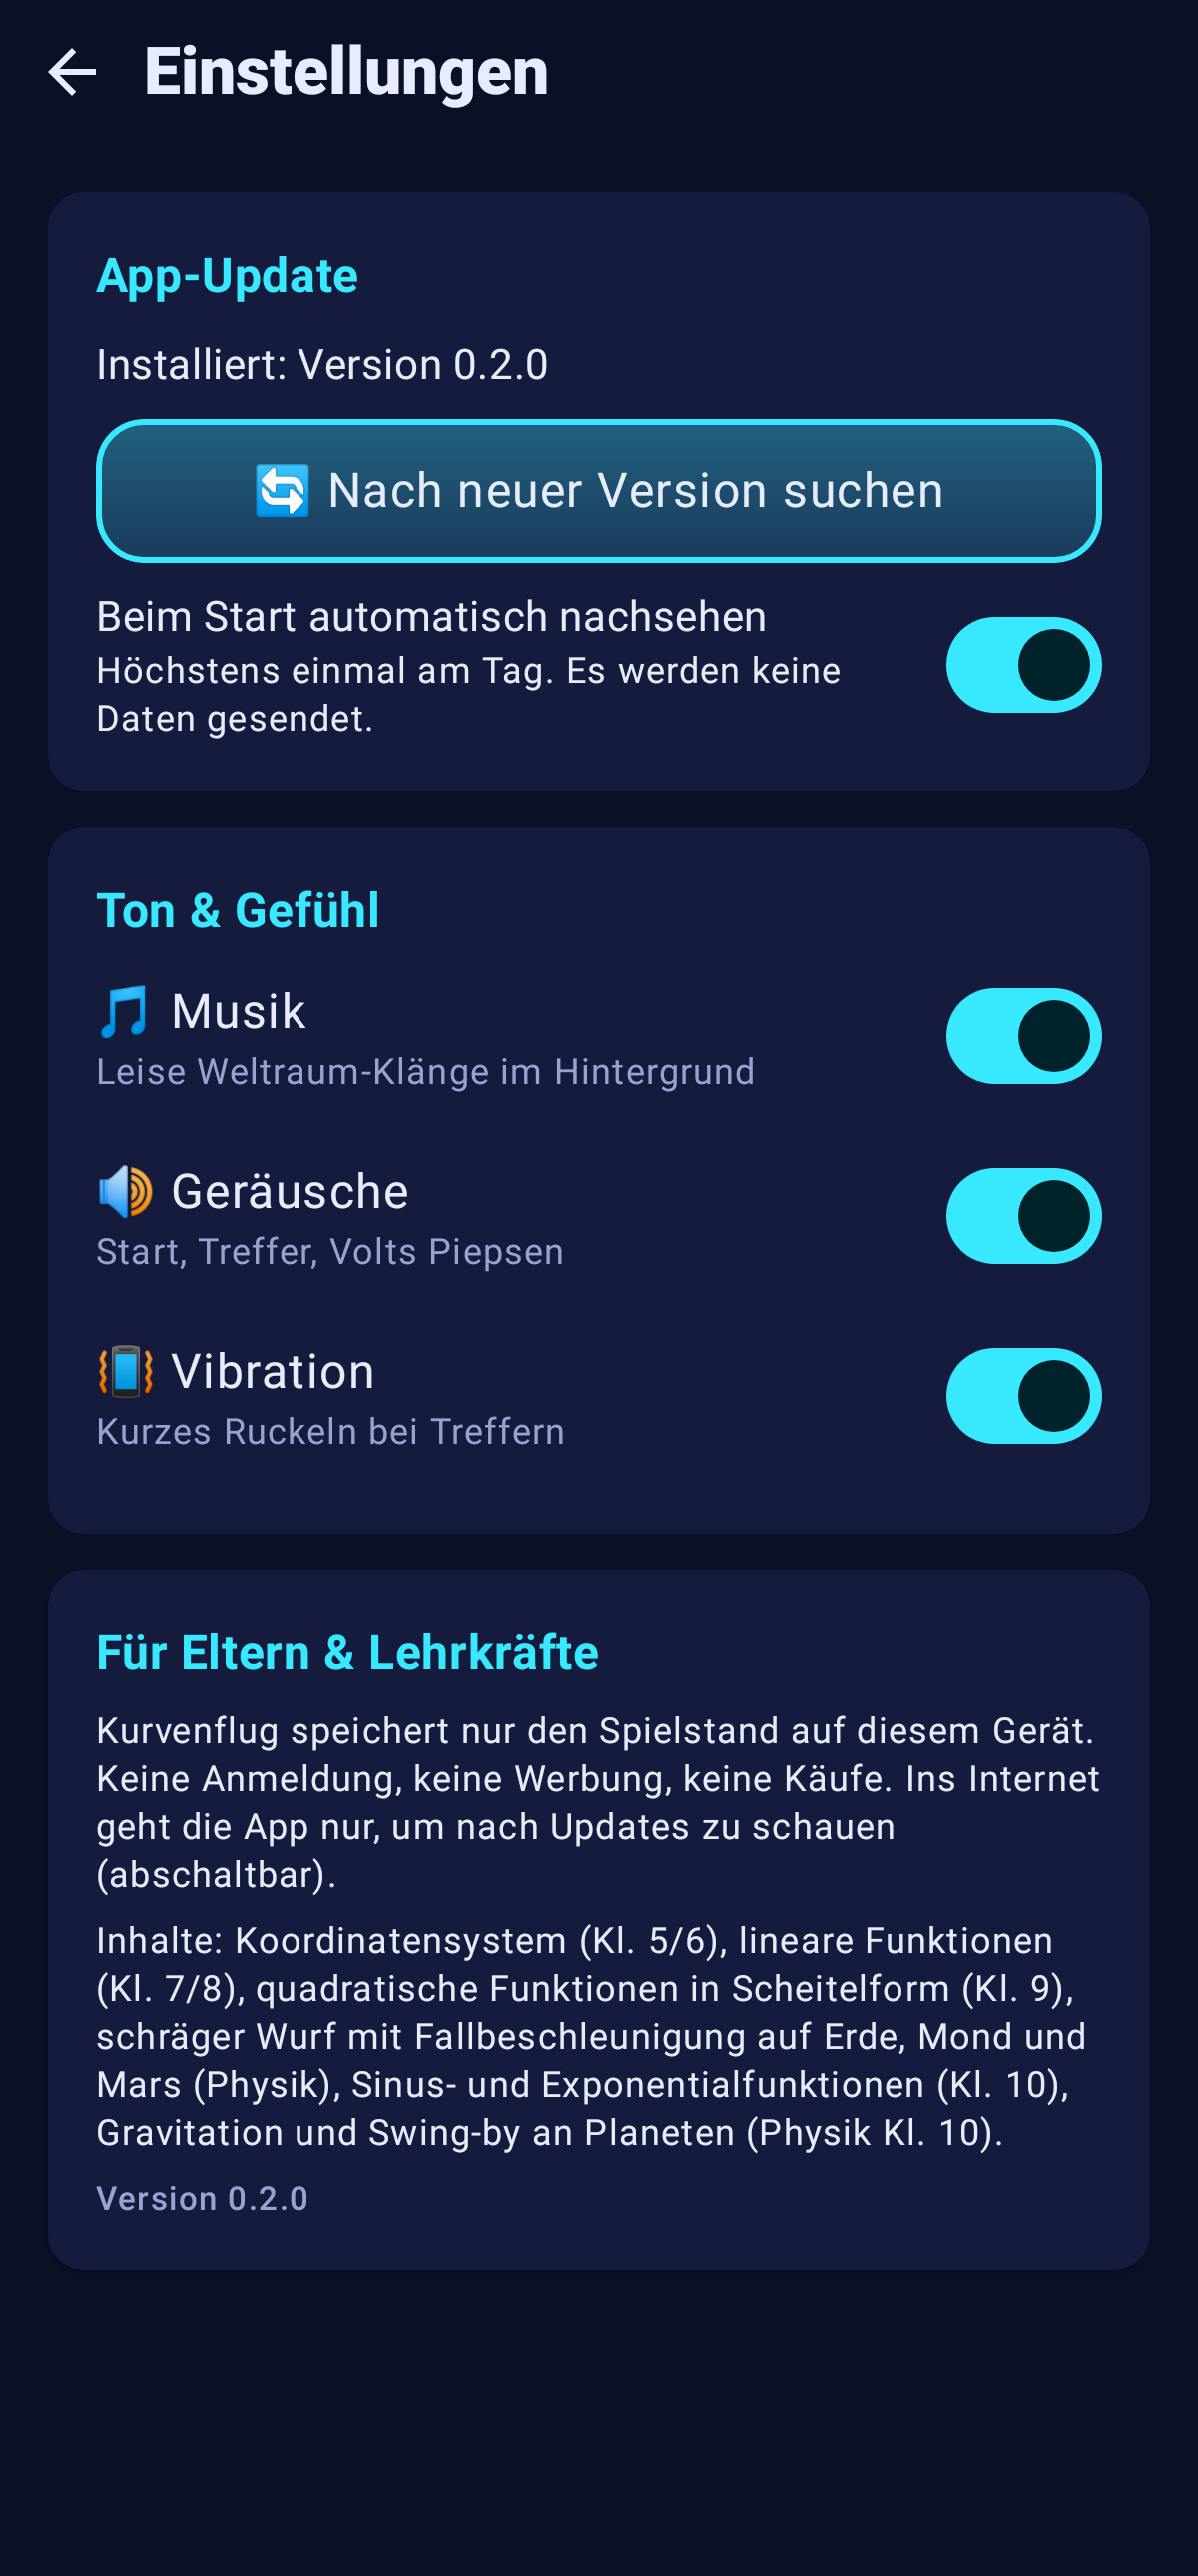 Einstellungen
App-Update
Installiert: Version 0.2.0
Nach neuer Version suchen
Beim Start automatisch nachsehen
Höchstens einmal am Tag. Es werden keine
Daten gesendet.
Ton & Gefühl
Musik
Leise Weltraum-Klänge im Hintergrund
Geräusche
Start, Treffer, Volts Piepsen
Vibration
Kurzes Ruckeln bei Treffern
Für Eltern & Lehrkräfte
Kurvenflug speichert nur den Spielstand auf diesem Gerät.
Keine Anmeldung, keine Werbung, keine Käufe. Ins Internet
geht die App nur, um nach Updates zu schauen
(abschaltbar).
Inhalte: Koordinatensystem (Kl. 5/6), lineare Funktionen
(Kl. 7/8), quadratische Funktionen in Scheitelform (Kl. 9),
schräger Wurf mit Fallbeschleunigung auf Erde, Mond und
Mars (Physik), Sinus- und Exponentialfunktionen (Kl. 10),
Gravitation und Swing-by an Planeten (Physik Kl. 10).
Version 0.2.0